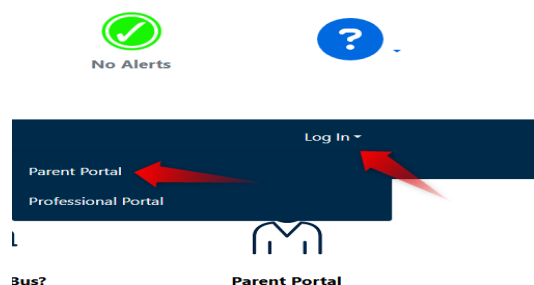 No Alerts
?
Log In
Parent Portal
Professional Portal
Bus?
Parent Portal